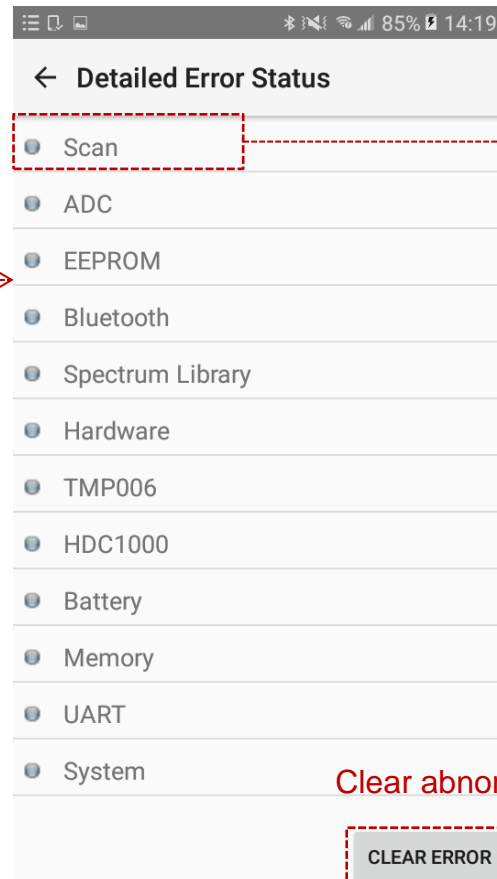 85% 14:19
Detailed Error Status
Scan
ADC
EEPROM
Bluetooth
Spectrum Library
Hardware
TMP006
HDC1000
Battery
Memory
UART
System
Clear abnor
CLEAR ERROR